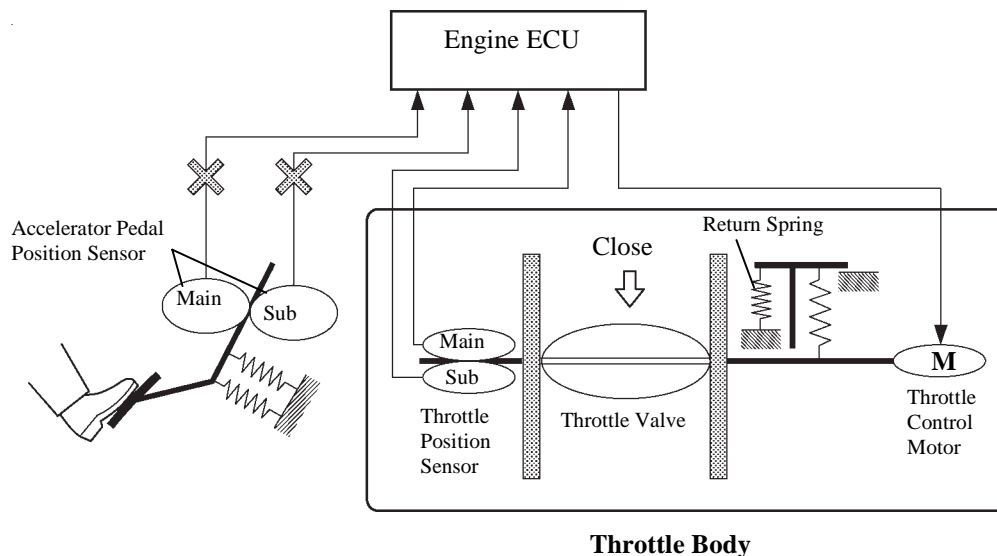 Engine ECU
Accelerator Pedal
Position Sensor
Main
Sub
Close
Return Spring
Main
Sub
M
Throttle
Position
Sensor
Throttle Valve
Throttle
Control
Motor
Throttle Body